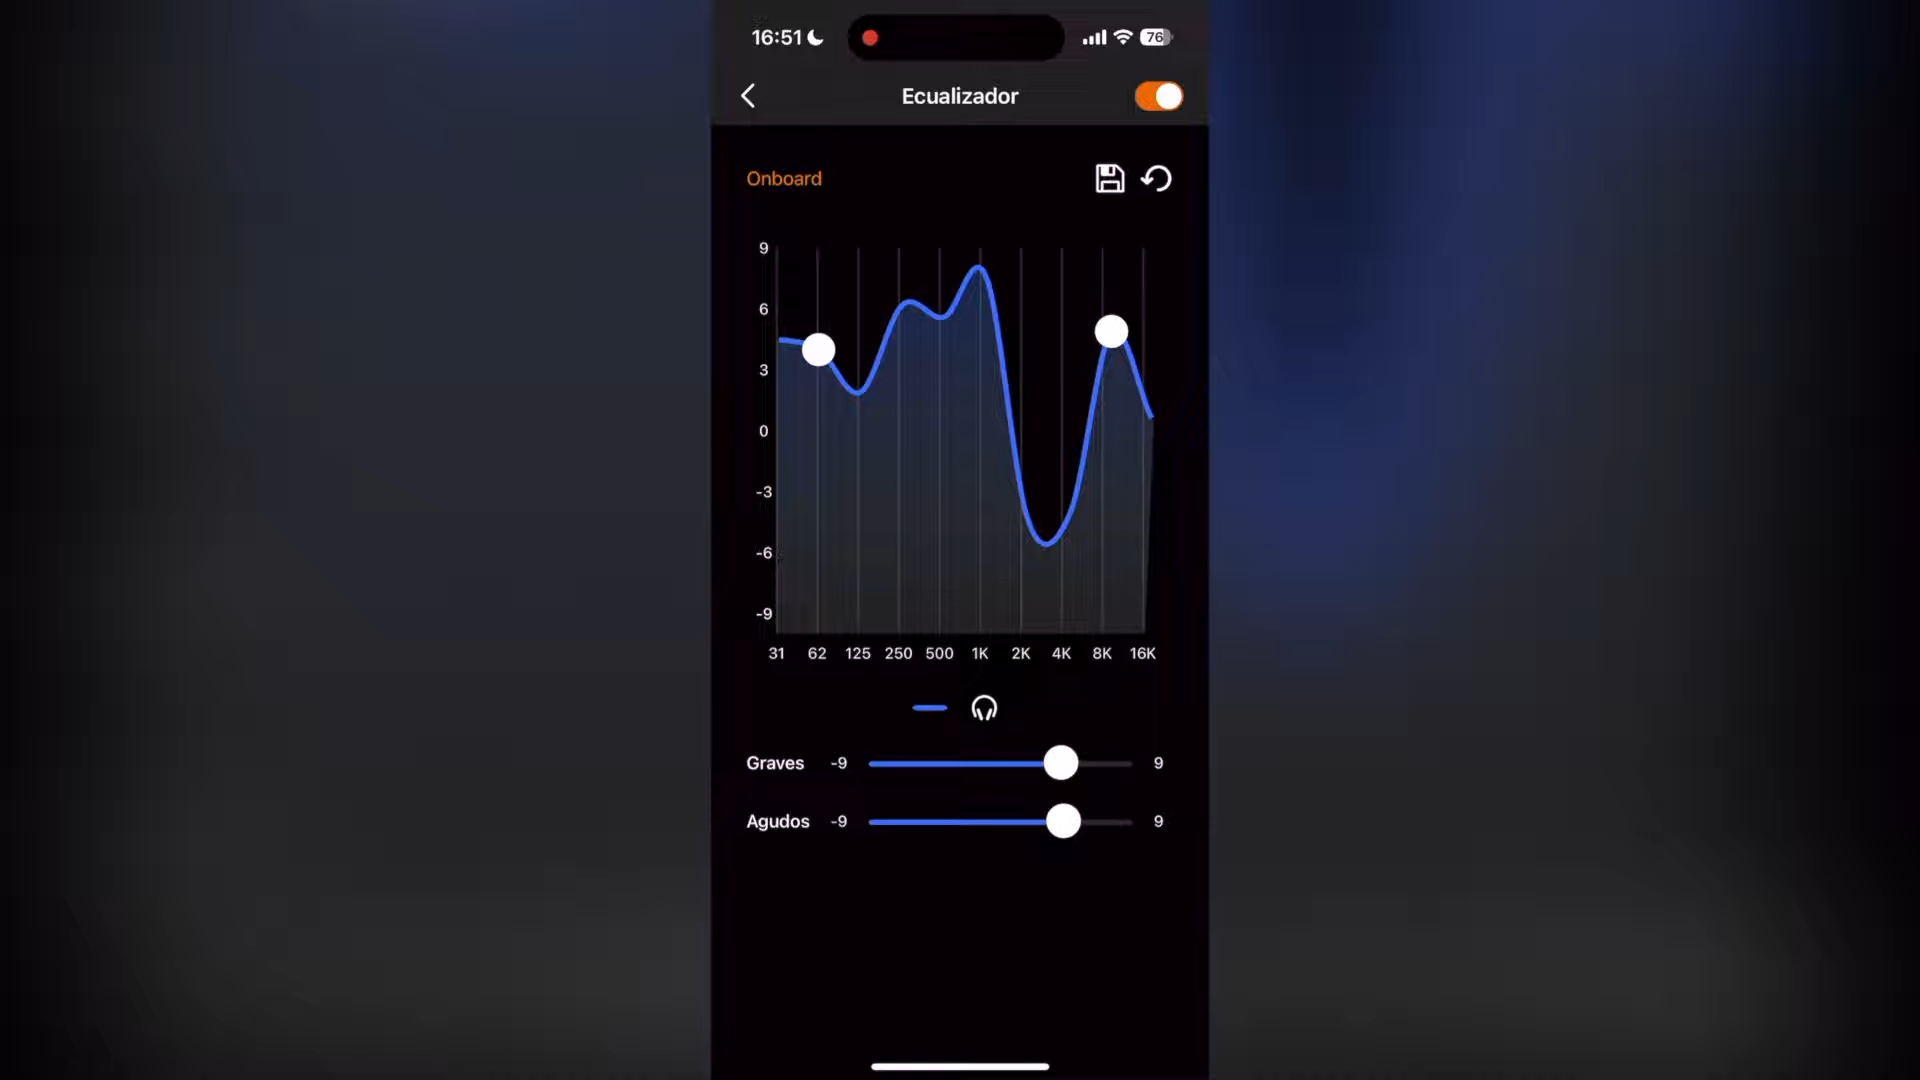 16:51 76
Ecualizador
Onboard
9
6
3
0
-3
-6
-9
31 62 125 250 500 1K 2K 4K 8K 16K
Graves -9 9
Agudos -9 9